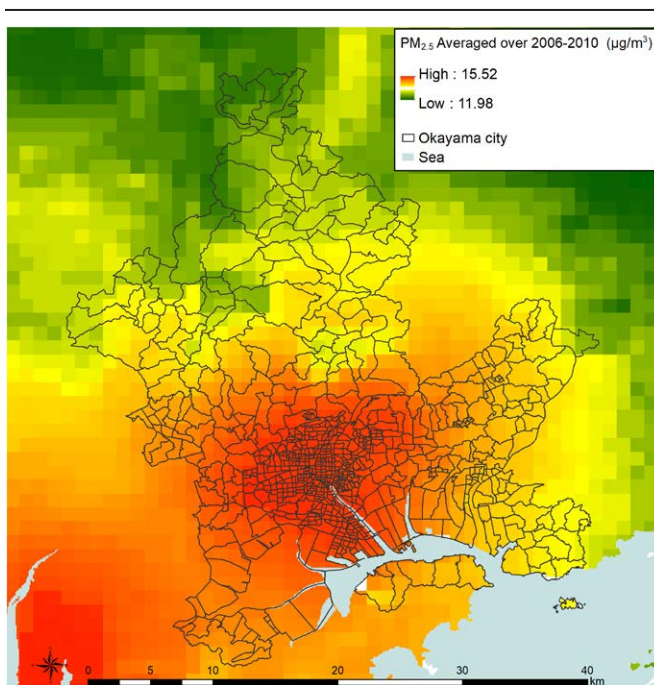 PM₂.₅ Averaged over 2006-2010 (µg/m³)
High : 15.52
Low : 11.98
Okayama city
Sea
0 5 10 20 30 40
km